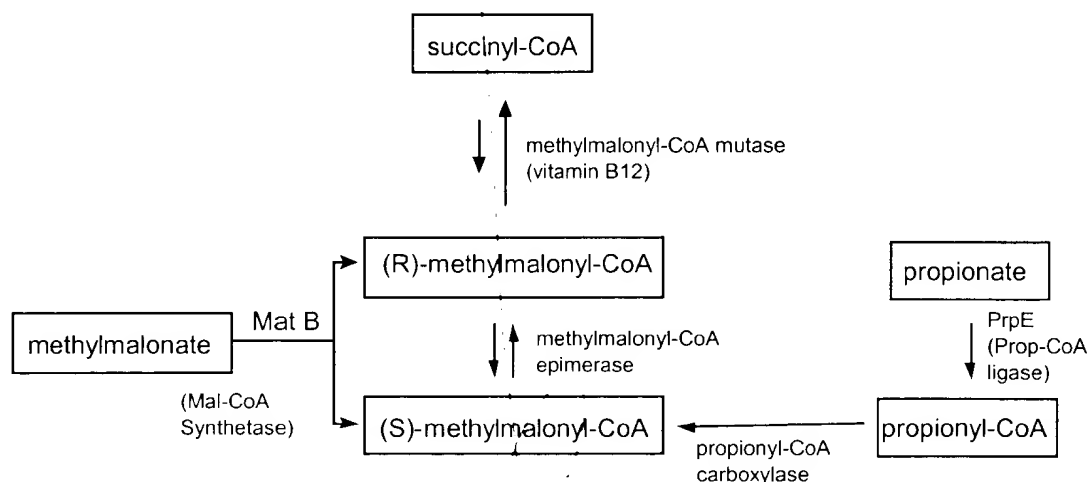 succinyl-CoA
methylmalonyl-CoA mutase
(vitamin B12)
(R)-methylmalonyl-CoA
propionate
Mat B
methylmalonate
methylmalonyl-CoA
epimerase
PrpE
(Prop-CoA
ligase)
(Mal-CoA
Synthetase)
(S)-methylmalonyl-CoA
propionyl-CoA
propionyl-CoA
carboxylase